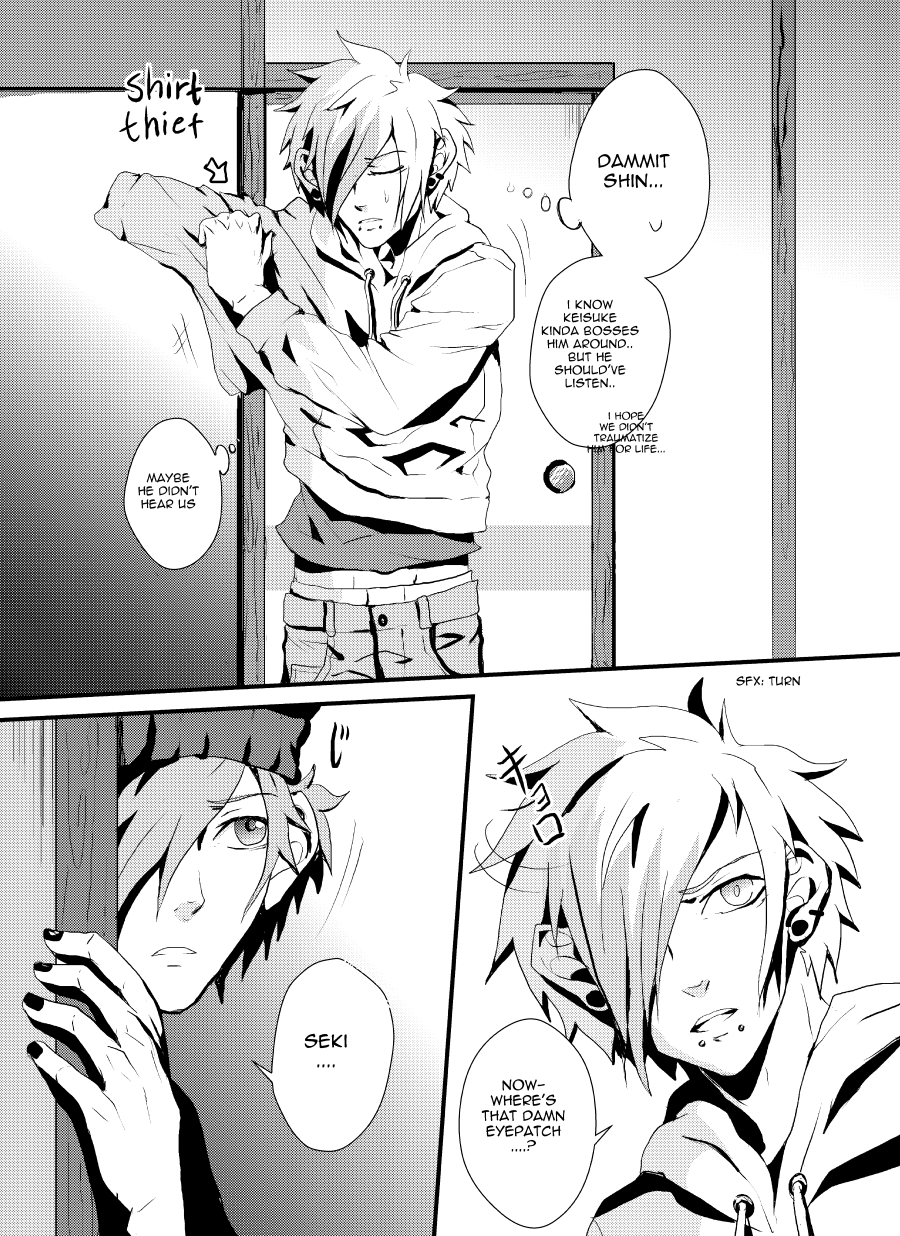 Shirt
thief
DAMMIT
SHIN...
I KNOW
KEISUKE
KINDA BOSSES
HIM AROUND..
BUT HE
SHOULD'VE
LISTEN..
I HOPE
WE DIDN'T
TRAUMATIZE
HIM FOR LIFE...
MAYBE
HE DIDN'T
HEAR US
SFX: TURN
じ
SEKI
....
キョロ
NOW-
WHERE'S
THAT DAMN
EYEPATCH
....?